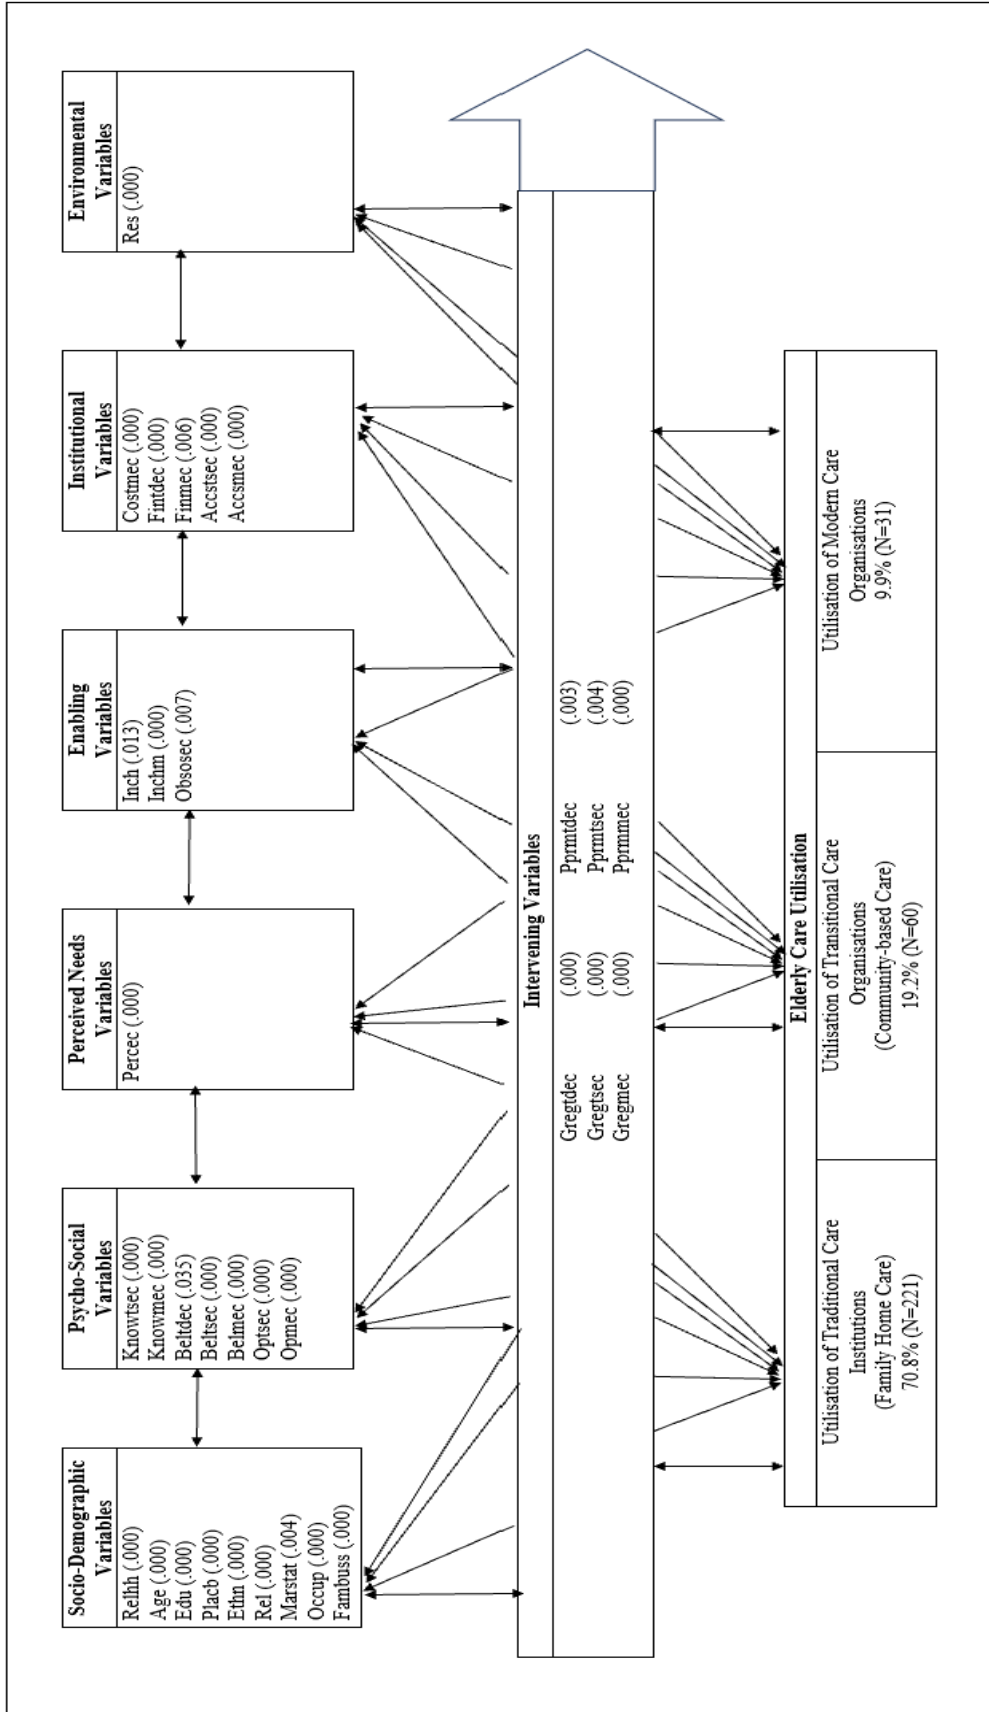 Socio-Demographic
Variables
Relhh (.000)
Age (.000)
Edu (.000)
Placb (.000)
Ethn (.000)
Rel (.000)
Marstat (.004)
Occup (.000)
Fambuss (.000)
Psycho-Social
Variables
Knowtsec (.000)
Knowmec (.000)
Beltdec (.035)
Beltsec (.000)
Belmec (.000)
Optsec (.000)
Opmec (.000)
Perceived Needs
Variables
Percec (.000)
Enabling
Variables
Inch (.013)
Inchm (.000)
Obsosec (.007)
Institutional
Variables
Costmec (.000)
Fintdec (.000)
Finmec (.006)
Accstsec (.000)
Accsmec (.000)
Environmental
Variables
Res (.000)
Intervening Variables
Gregtdec (.000) Pprmtdec (.003)
Gregtsec (.000) Pprmtsec (.004)
Gregmec (.000) Pprmmec (.000)
Elderly Care Utilisation
Utilisation of Traditional Care
Institutions
(Family Home Care)
70.8% (N=221)
Utilisation of Transitional Care
Organisations
(Community-based Care)
19.2% (N=60)
Utilisation of Modern Care
Organisations
9.9% (N=31)